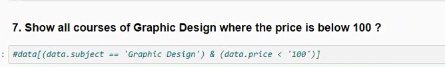 7. Show all courses of Graphic Design where the price is below 100 ?
: #data[(data.subject == 'Graphic Design') & (data.price < '100')]